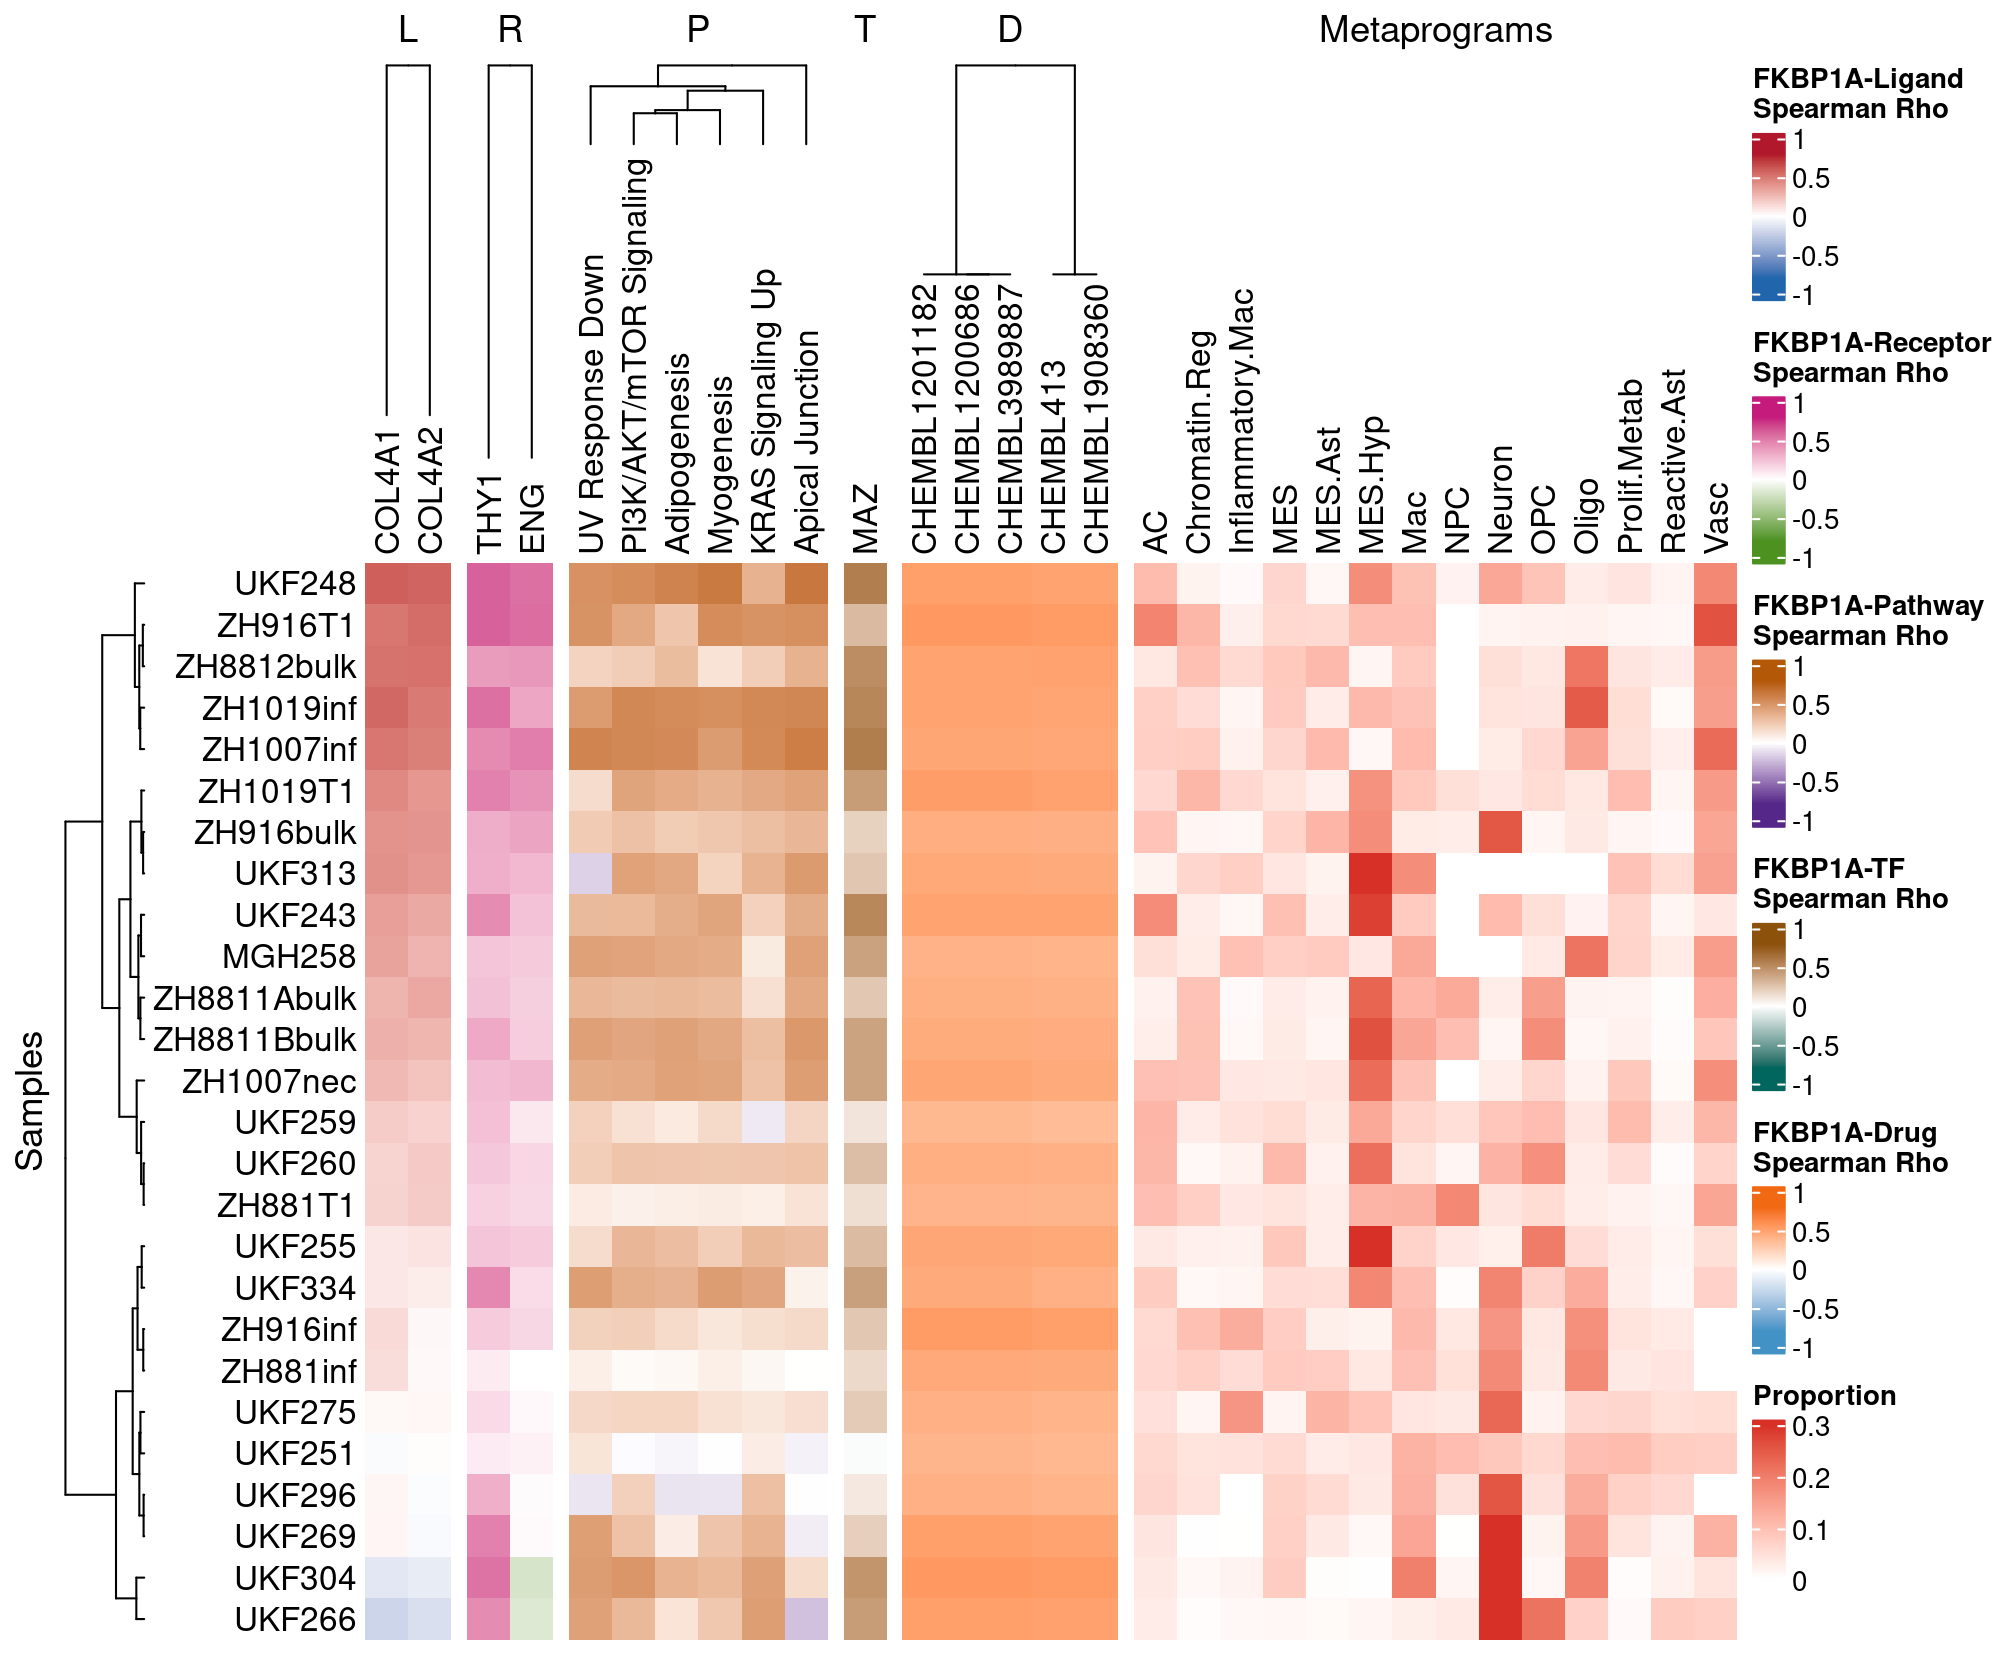 L
R
P
T
D
Metaprograms
COL4A1
COL4A2
THY1
ENG
UV Response Down
PI3K/AKT/mTOR Signaling
Adipogenesis
Myogenesis
KRAS Signaling Up
Apical Junction
MAZ
CHEMBL1201182
CHEMBL1200686
CHEMBL3989887
CHEMBL413
CHEMBL1908360
AC
Chromatin.Reg
Inflammatory.Mac
MES
MES.Ast
MES.Hyp
Mac
NPC
Neuron
OPC
Oligo
Prolif.Metab
Reactive.Ast
Vasc
Samples
UKF248
ZH916T1
ZH8812bulk
ZH1019inf
ZH1007inf
ZH1019T1
ZH916bulk
UKF313
UKF243
MGH258
ZH8811Abulk
ZH8811Bbulk
ZH1007nec
UKF259
UKF260
ZH881T1
UKF255
UKF334
ZH916inf
ZH881inf
UKF275
UKF251
UKF296
UKF269
UKF304
UKF266
FKBP1A-Ligand
Spearman Rho
1
0.5
0
-0.5
-1
FKBP1A-Receptor
Spearman Rho
1
0.5
0
-0.5
-1
FKBP1A-Pathway
Spearman Rho
1
0.5
0
-0.5
-1
FKBP1A-TF
Spearman Rho
1
0.5
0
-0.5
-1
FKBP1A-Drug
Spearman Rho
1
0.5
0
-0.5
-1
Proportion
0.3
0.2
0.1
0